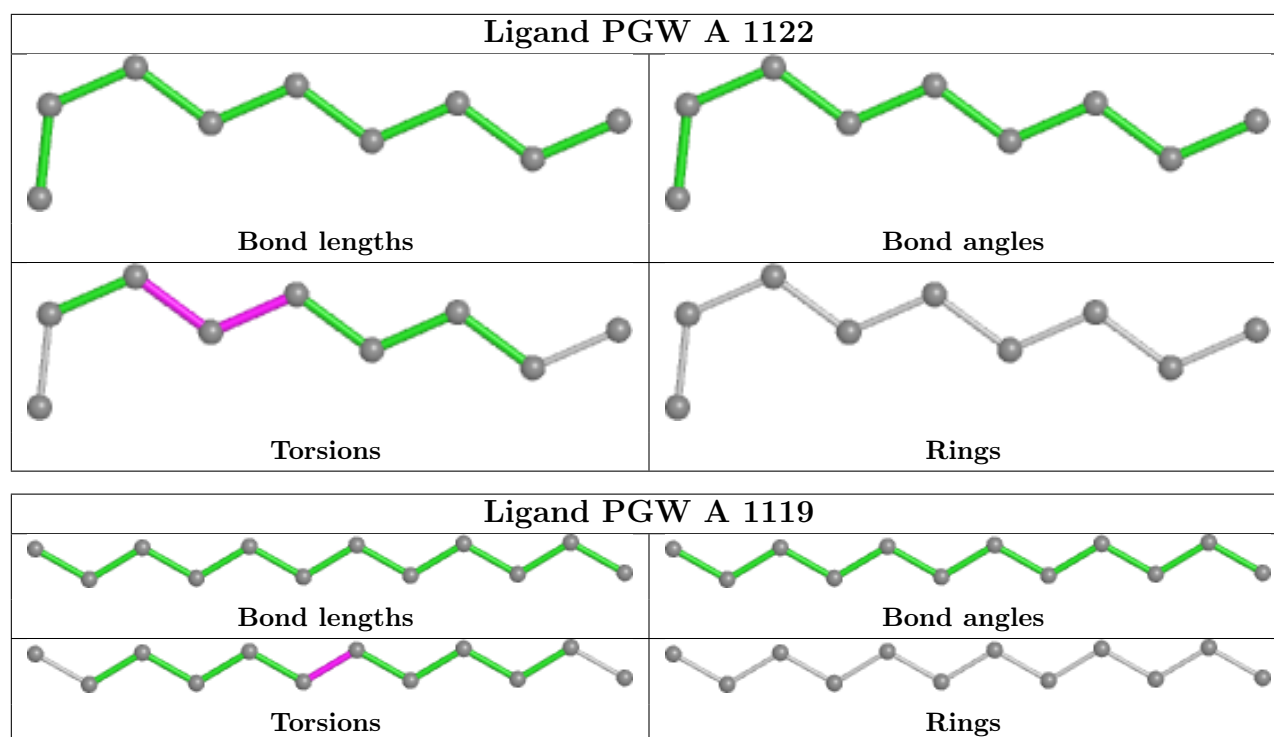 Ligand PGW A 1122
Bond lengths
Bond angles
Torsions
Rings
Ligand PGW A 1119
Bond lengths
Bond angles
Torsions
Rings